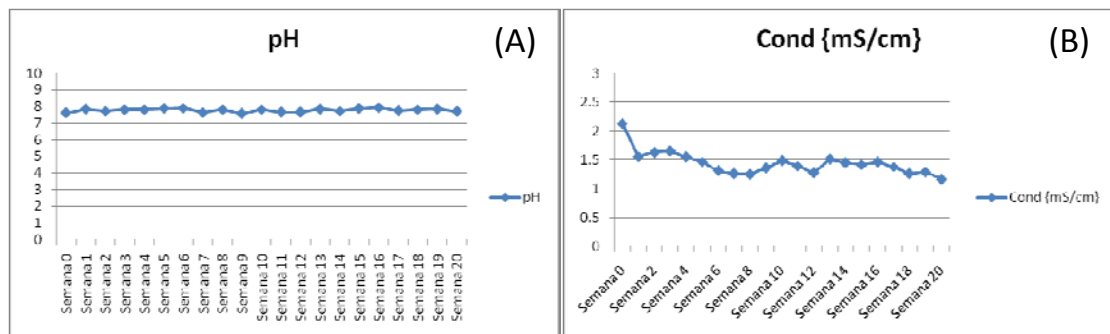 pH
(A)
10
9
8
7
6
5
4
3
2
1
0
pH
Semana 0
Semana 1
Semana 2
Semana 3
Semana 4
Semana 5
Semana 6
Semana 7
Semana 8
Semana 9
Semana 10
Semana 11
Semana 12
Semana 13
Semana 14
Semana 15
Semana 16
Semana 17
Semana 18
Semana 19
Semana 20
Cond {mS/cm}
(B)
3
2.5
2
1.5
1
0.5
0
Cond {mS/cm}
Semana 0
Semana 2
Semana 4
Semana 6
Semana 8
Semana 10
Semana 12
Semana 14
Semana 16
Semana 18
Semana 20